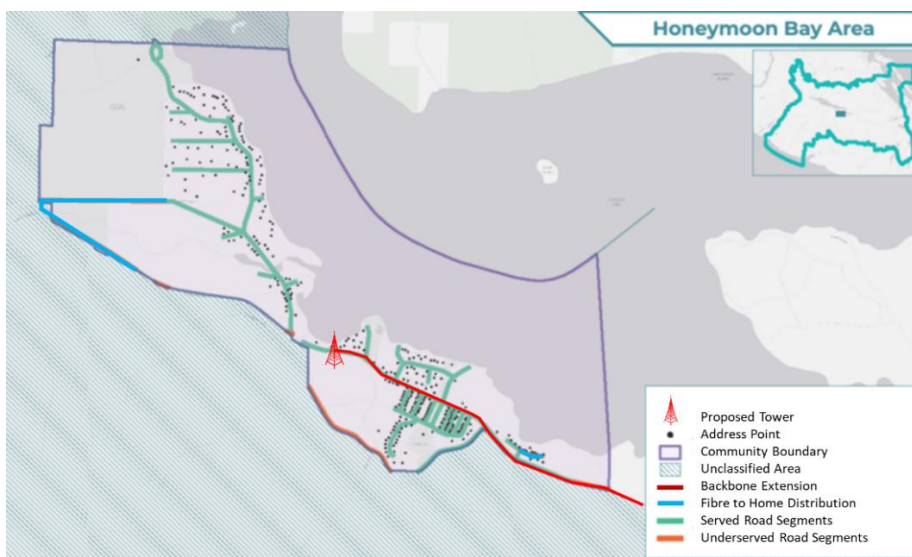 Honeymoon Bay Area
Proposed Tower
Address Point
Community Boundary
Unclassified Area
Backbone Extension
Fibre to Home Distribution
Served Road Segments
Underserved Road Segments